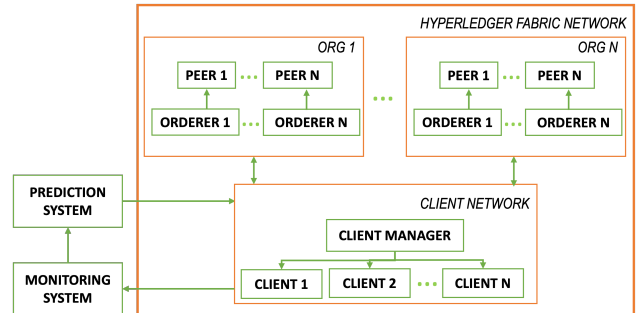 HYPERLEDGER FABRIC NETWORK
ORG 1
PEER 1 ... PEER N
ORDERER 1 ... ORDERER N
...
ORG N
PEER 1 ... PEER N
ORDERER 1 ... ORDERER N
PREDICTION
SYSTEM
MONITORING
SYSTEM
CLIENT NETWORK
CLIENT MANAGER
CLIENT 1 CLIENT 2 ... CLIENT N